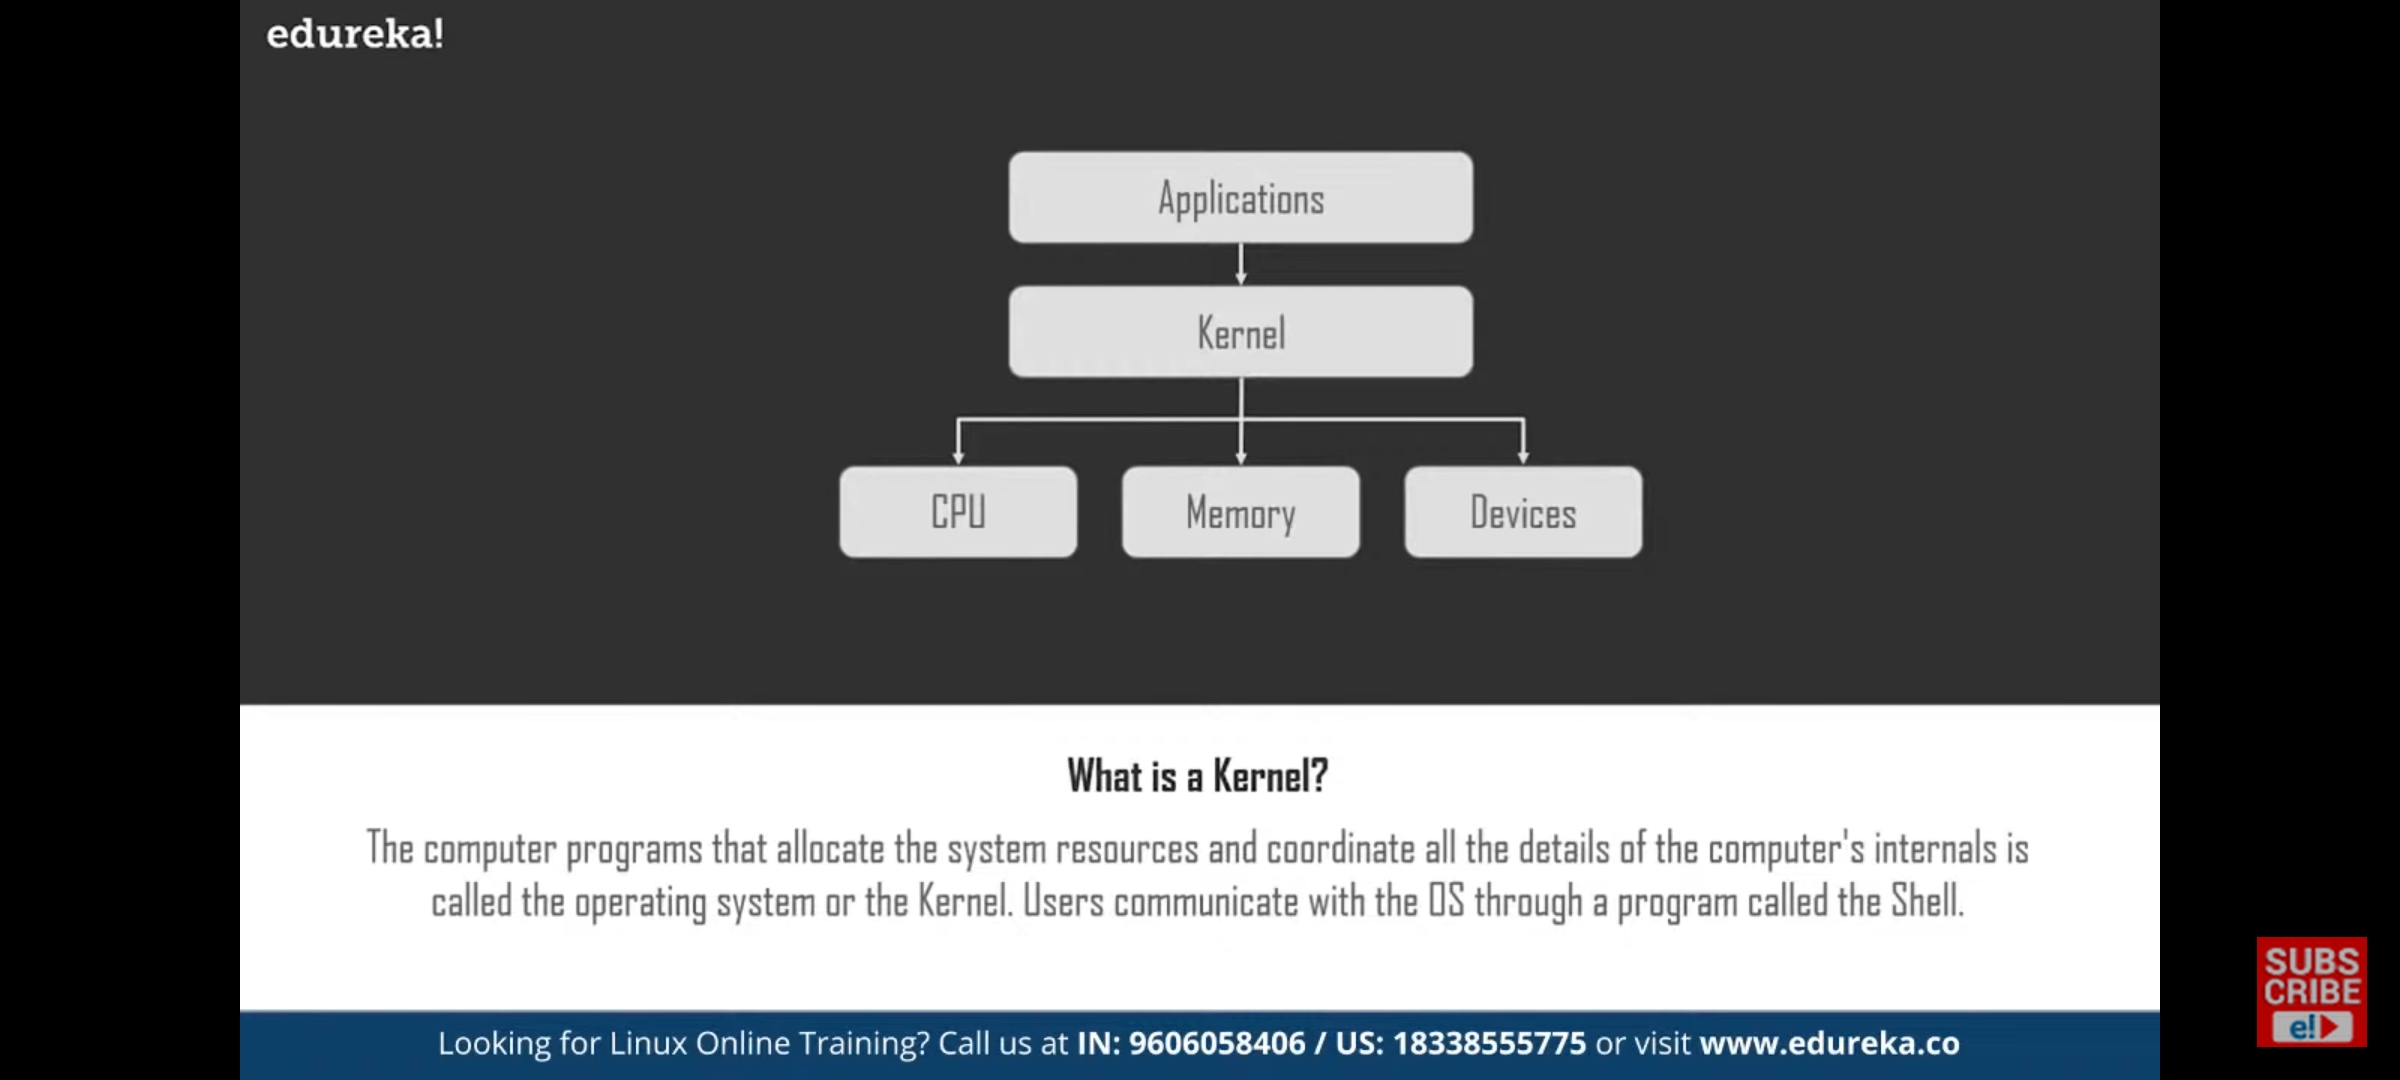 edureka!
Applications
Kernel
CPU
Memory
Devices
What is a Kernel?
The computer programs that allocate the system resources and coordinate all the details of the computer's internals is
called the operating system or the Kernel. Users communicate with the OS through a program called the Shell.
Looking for Linux Online Training? Call us at IN: 9606058406 / US: 18338555775 or visit www.edureka.co
SUBS
CRIBE
e!